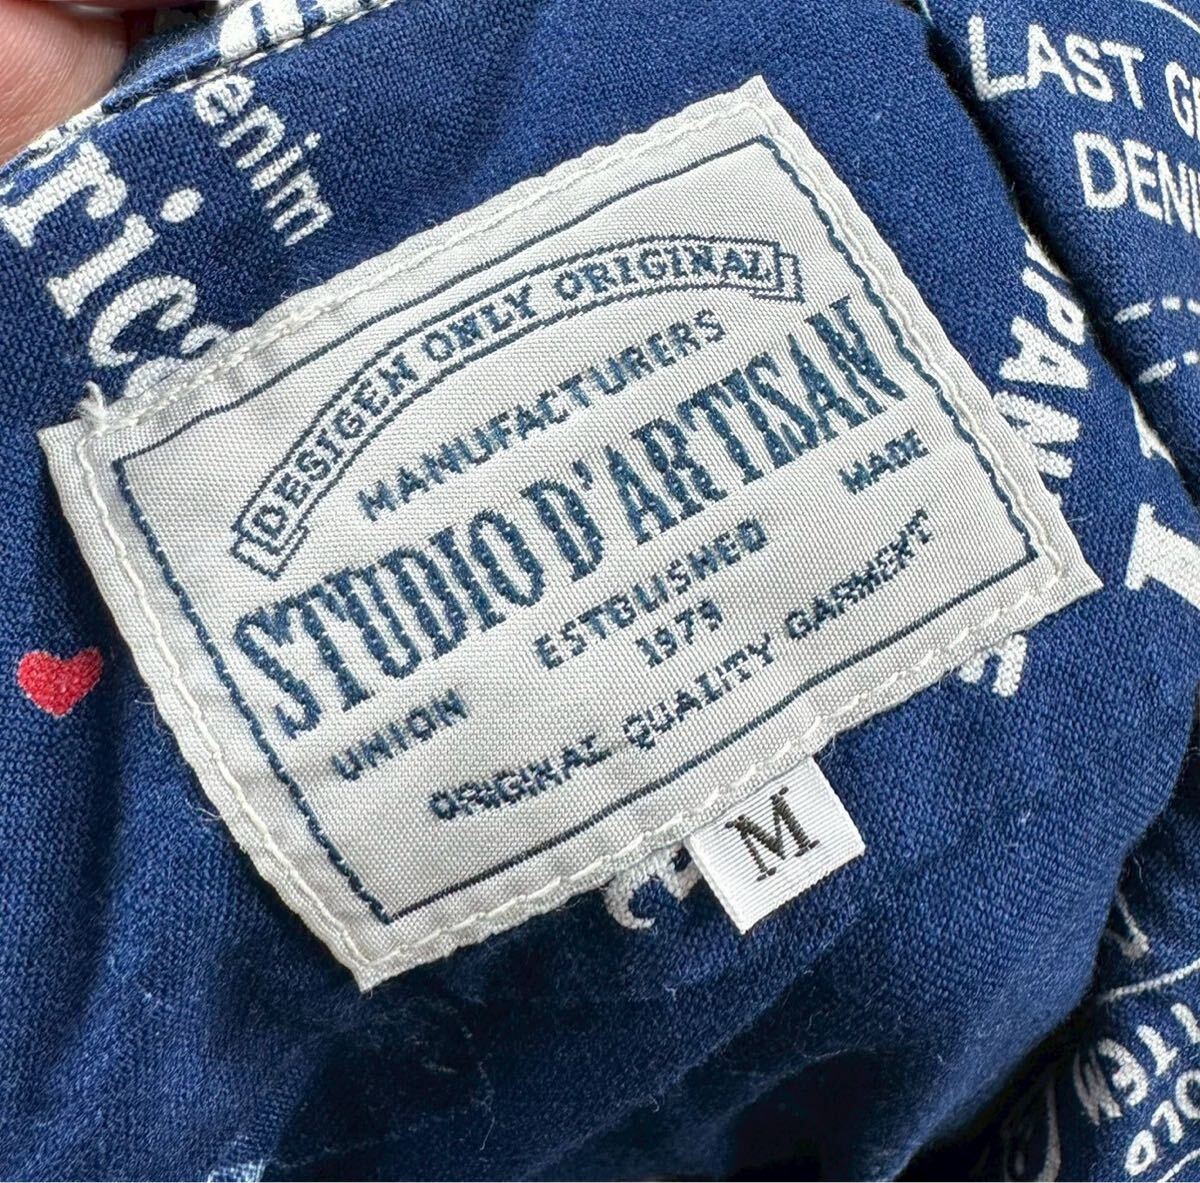 enim
ric
LAST
DENI
DESIGEN ONLY ORIGINAL
MANUFACTURERS
STUDIO D'ARTISAN
UNION
ESTBLISHED
MADE
1979
ORIGINAL QUALITY GARMENT
M